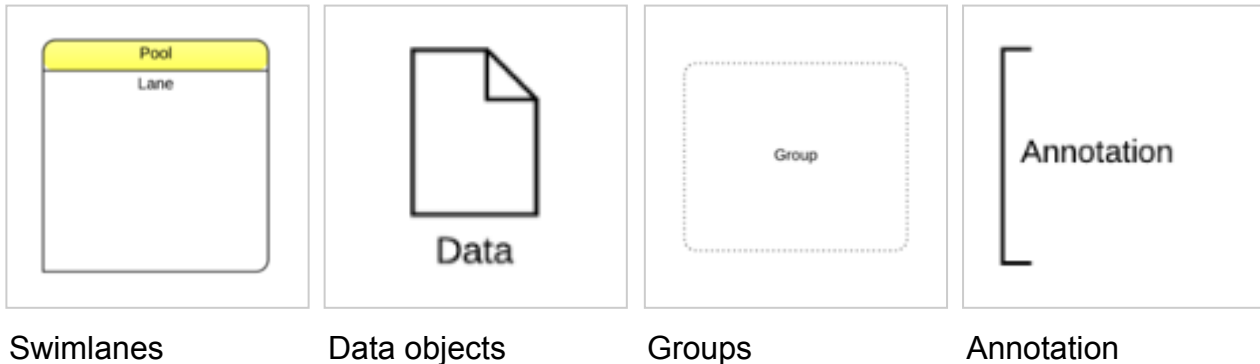 Pool
Lane
Data
Group
Annotation
Swimlanes
Data objects
Groups
Annotation